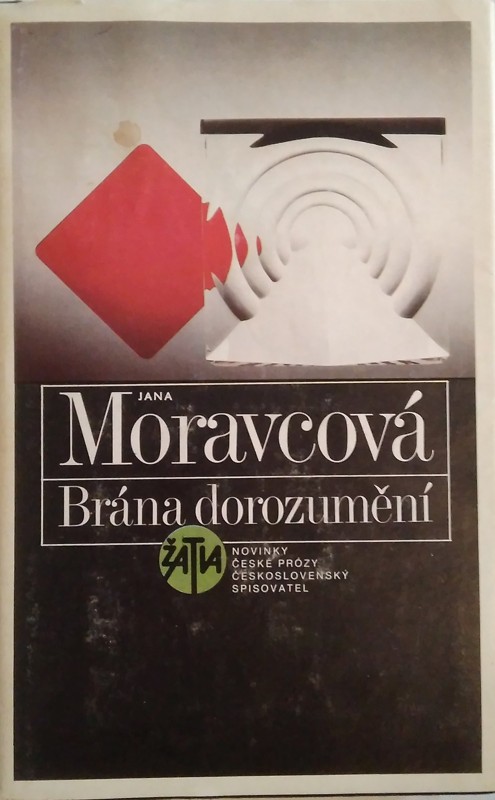 JANA
Moravcová
Brána dorozumění
ŽATVA
NOVINKY
ČESKÉ PRÓZY
ČESKOSLOVENSKÝ
SPISOVATEL